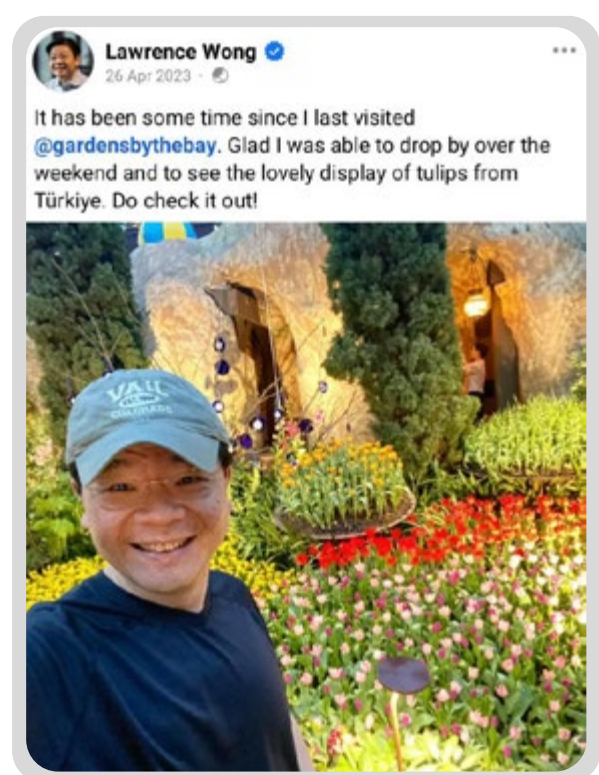 Lawrence Wong
26 Apr 2023 ·
It has been some time since I last visited
@gardensbythebay. Glad I was able to drop by over the
weekend and to see the lovely display of tulips from
Türkiye. Do check it out!
VAIL
COLORADO